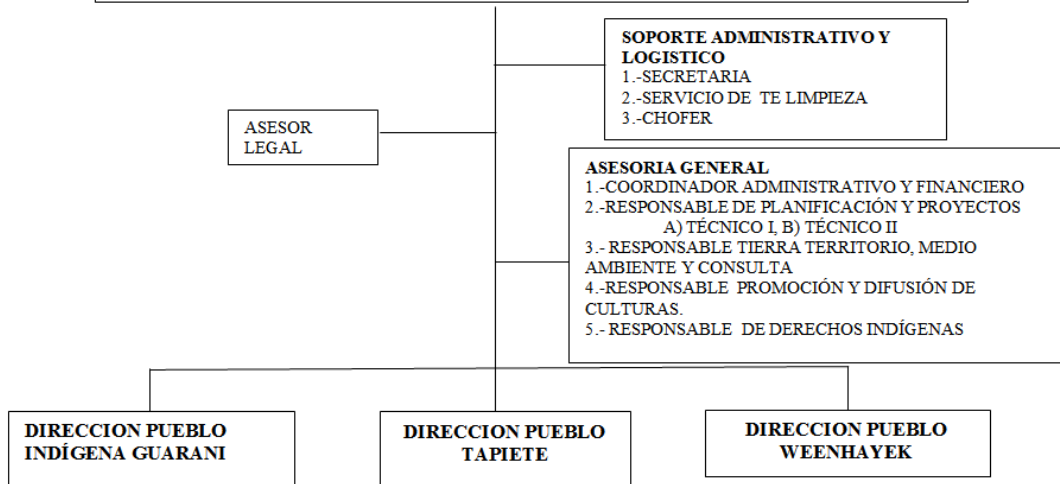 SOPORTE ADMINISTRATIVO Y
LOGISTICO
1.-SECRETARIA
2.-SERVICIO DE  TE LIMPIEZA
3.-CHOFER
ASESOR
LEGAL
ASESORIA GENERAL
1.-COORDINADOR ADMINISTRATIVO Y FINANCIERO
2.-RESPONSABLE DE PLANIFICACIÓN Y PROYECTOS
A) TÉCNICO I, B) TÉCNICO II
3.- RESPONSABLE TIERRA TERRITORIO, MEDIO
AMBIENTE Y CONSULTA
4.-RESPONSABLE  PROMOCIÓN Y DIFUSIÓN DE
CULTURAS.
5.- RESPONSABLE  DE DERECHOS INDÍGENAS
DIRECCION PUEBLO
INDÍGENA GUARANI
DIRECCION PUEBLO
TAPIETE
DIRECCION PUEBLO
WEENHAYEK